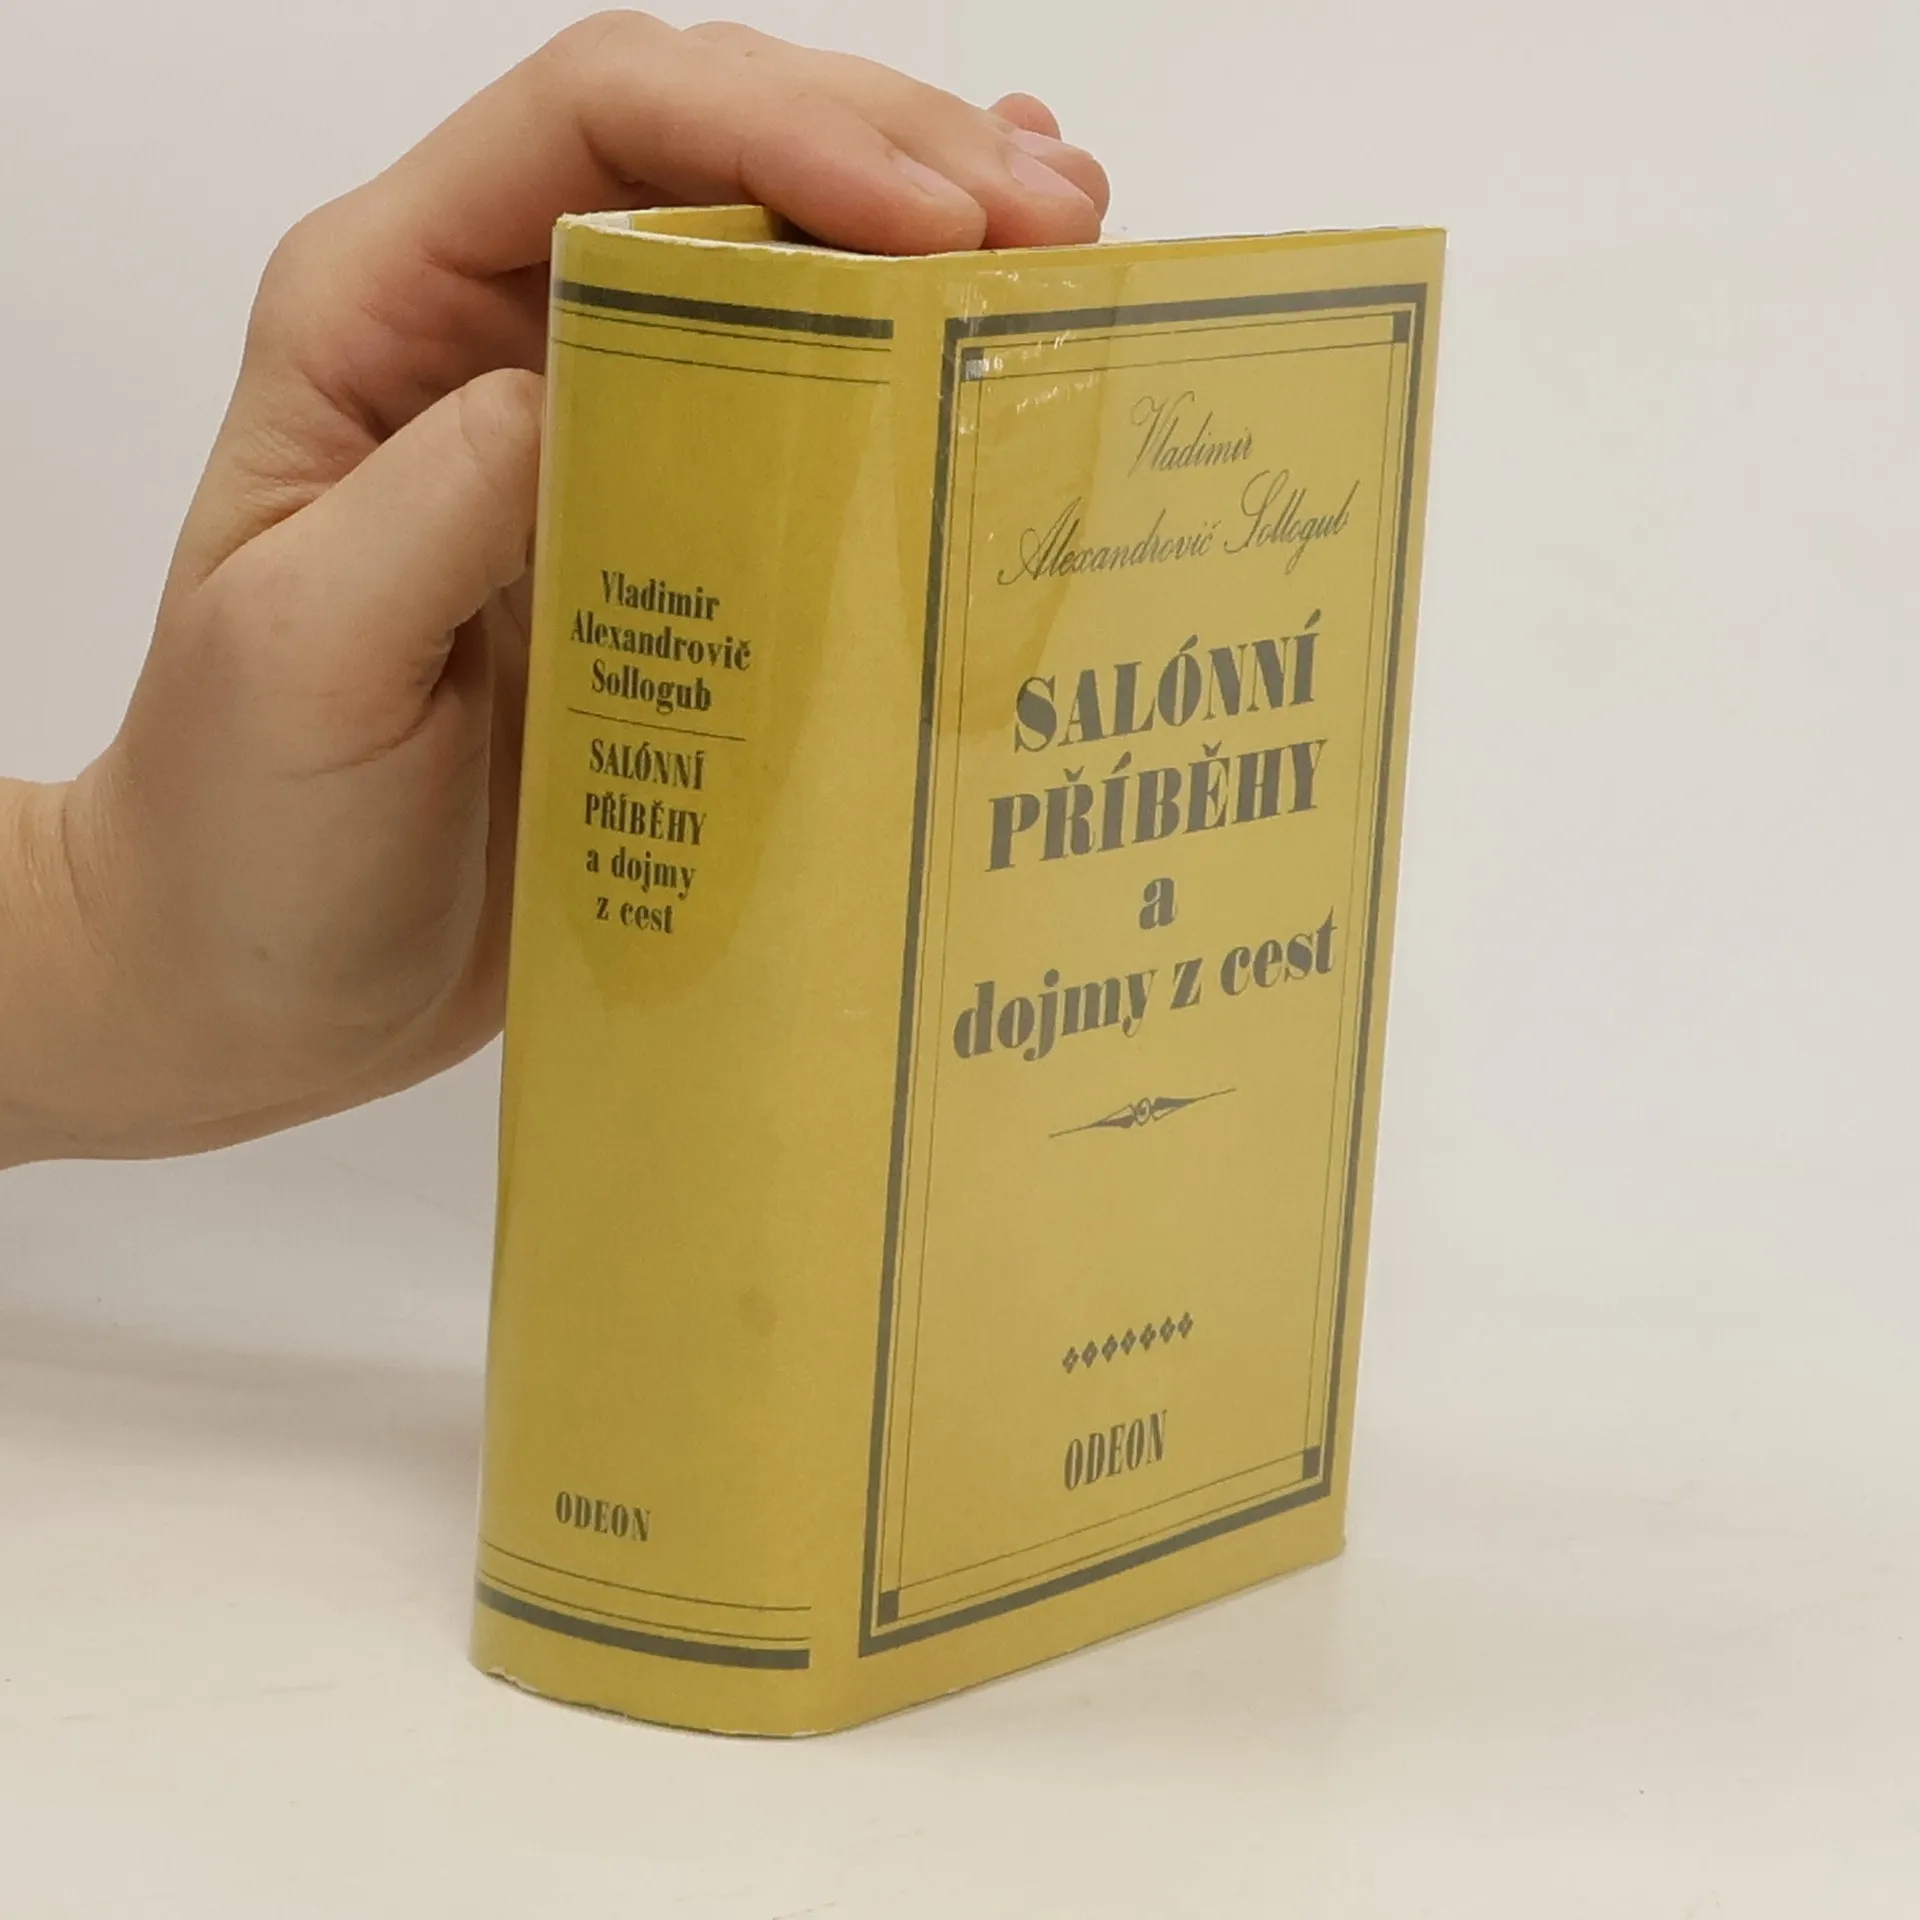 Vladimir
Alexandrovič
Sollogub
SALÓNNÍ
PŘÍBĚHY
a dojmy
z cest
ODEON
Vladimir
Alexandrovič Sollogub
SALÓNNÍ
PŘÍBĚHY
a
dojmy z cest
ODEON